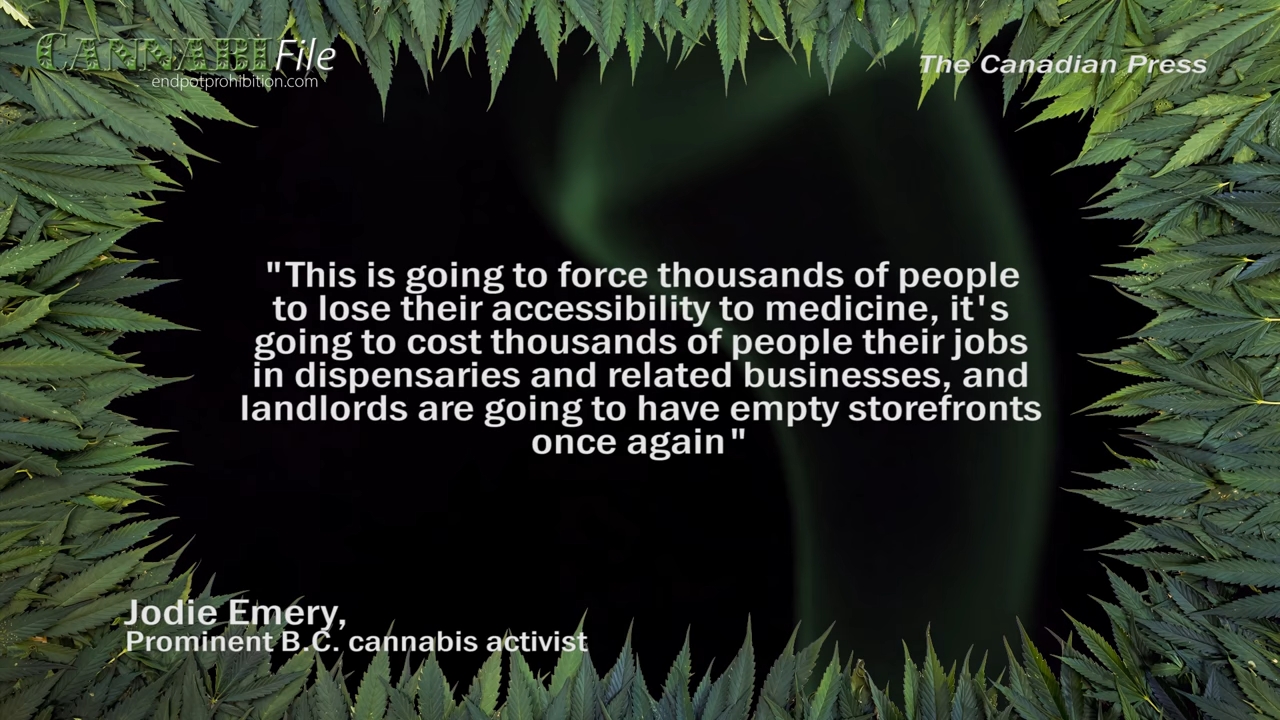 CANNABIFile
endpotprohibition.com
The Canadian Press
"This is going to force thousands of people
to lose their accessibility to medicine, it's
going to cost thousands of people their jobs
in dispensaries and related businesses, and
landlords are going to have empty storefronts
once again"
Jodie Emery,
Prominent B.C. cannabis activist